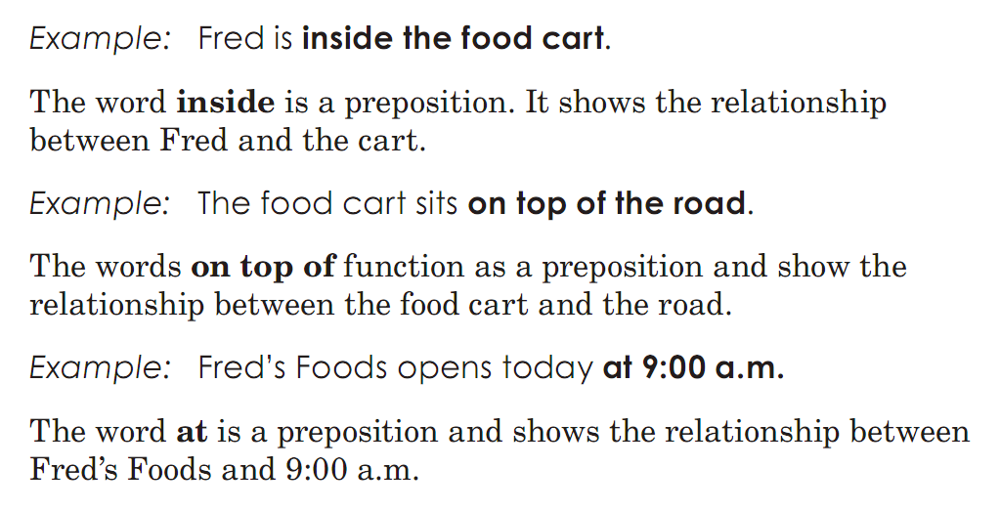 Example: Fred is inside the food cart.
The word inside is a preposition. It shows the relationship
between Fred and the cart.
Example: The food cart sits on top of the road.
The words on top of function as a preposition and show the
relationship between the food cart and the road.
Example: Fred's Foods opens today at 9:00 a.m.
The word at is a preposition and shows the relationship between
Fred’s Foods and 9:00 a.m.